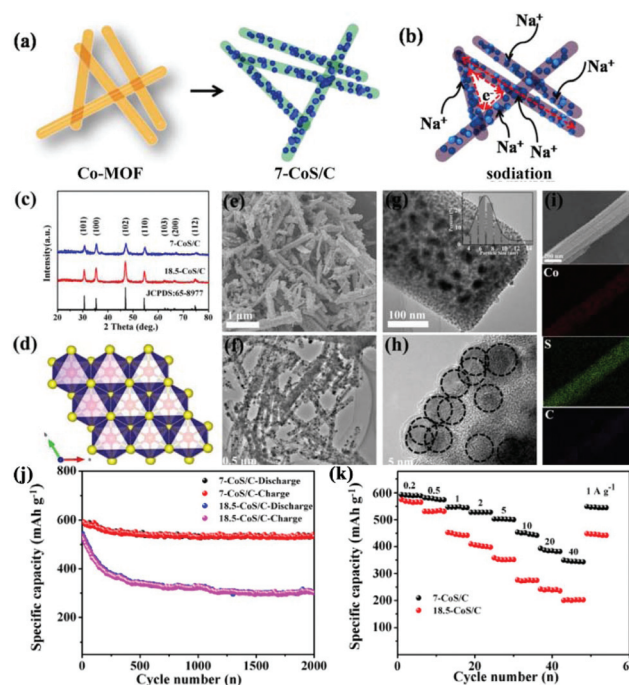 (a)
Co-MOF
7-CoS/C
(b)
Na+
Na+
Na+
e-
Na+
Na+
Na+
sodiation
(c)
Intensity(a.u.)
(101)
(100)
(102)
(110)
(103)
(200)
(112)
7-CoS/C
18.5-CoS/C
JCPDS:65-8977
20 30 40 50 60 70 80
2 Theta (deg.)
(d)
(e)
1 μm
(f)
0.5 μm
(g)
100 nm
(h)
5 nm
(i)
Co
S
C
(j)
Specific capacity (mAh g-1)
800
600
400
200
7-CoS/C-Discharge
7-CoS/C-Charge
18.5-CoS/C-Discharge
18.5-CoS/C-Charge
0 500 1000 1500 2000
Cycle number (n)
(k)
Specific capacity (mAh g-1)
600
500
400
300
200
100
0.2 0.5 1 2 5 10 20 40 1 A g-1
7-CoS/C
18.5-CoS/C
0 20 40 60
Cycle number (n)